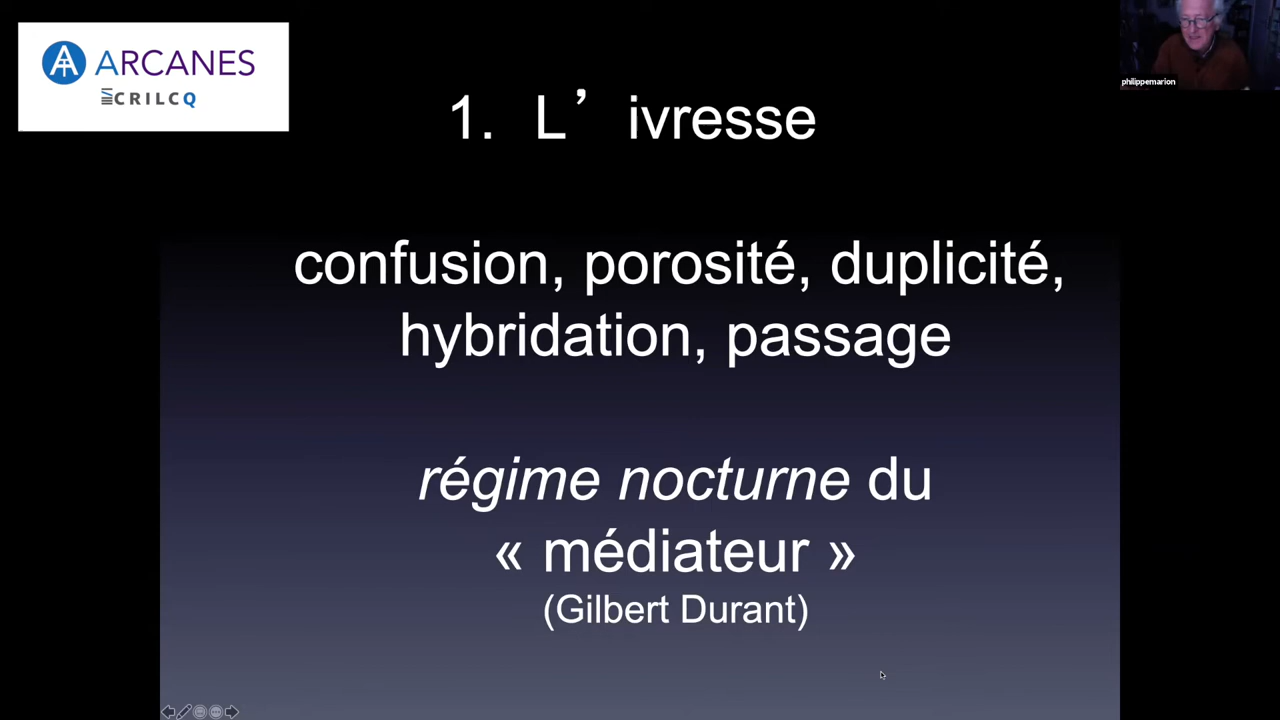 ARCANES
CRILCQ
philippemarion
1. L’ ivresse
confusion, porosité, duplicité,
hybridation, passage
régime nocturne du
« médiateur »
(Gilbert Durant)